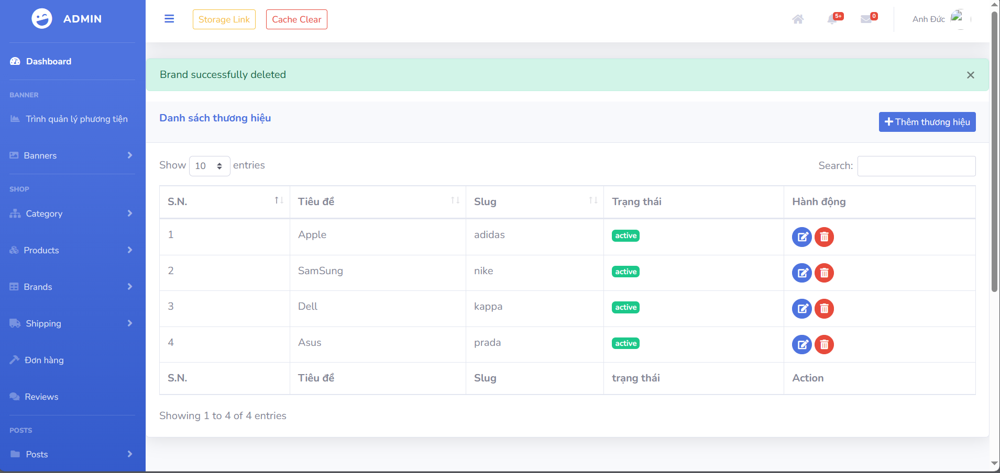 ADMIN
Storage Link
Cache Clear
5+
0
Anh Đức
Dashboard
BANNER
Trình quản lý phương tiện
Banners
SHOP
Category
Products
Brands
Shipping
Đơn hàng
Reviews
POSTS
Posts
Brand successfully deleted
×
Danh sách thương hiệu
Thêm thương hiệu
Show 10 entries
Search:
S.N. Tiêu đề Slug Trạng thái Hành động
1 Apple adidas active
2 SamSung nike active
3 Dell kappa active
4 Asus prada active
S.N. Tiêu đề Slug trạng thái Action
Showing 1 to 4 of 4 entries